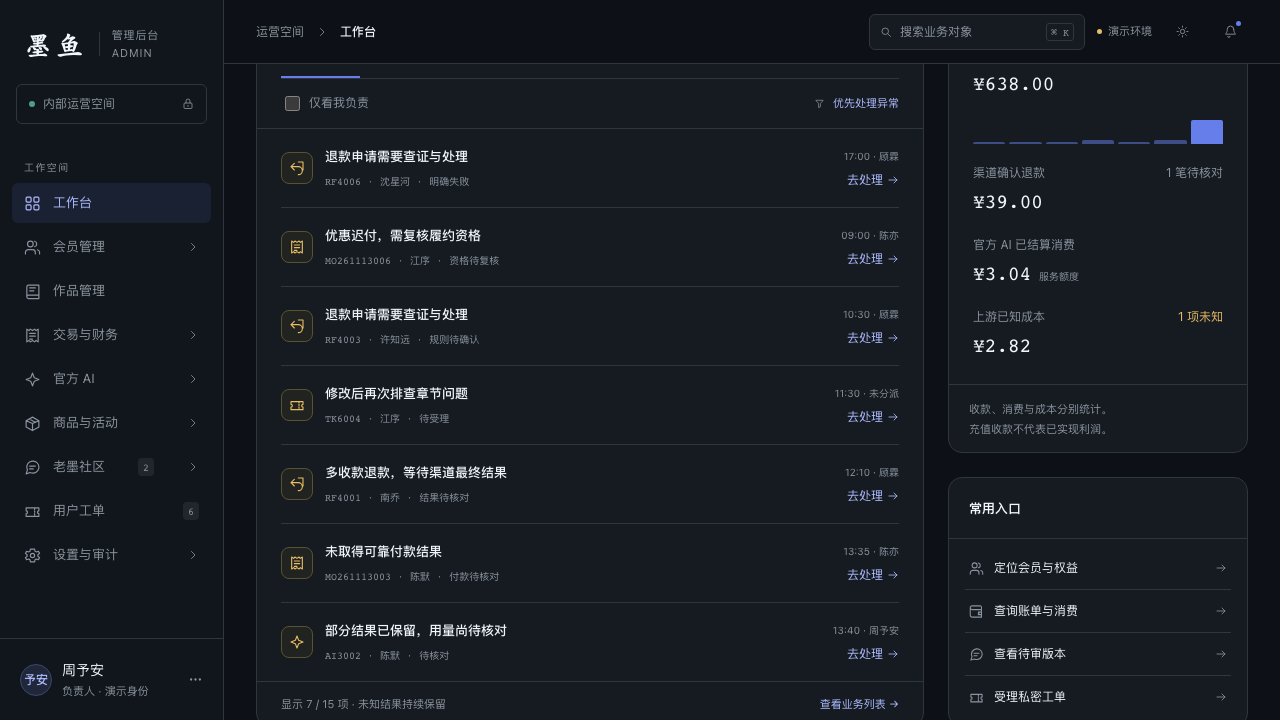 墨鱼
管理后台
ADMIN
内部运营空间
工作空间
工作台
会员管理
作品管理
交易与财务
官方 AI
商品与活动
老墨社区
2
用户工单
6
设置与审计
予安
周予安
负责人 · 演示身份
运营空间
工作台
搜索业务对象
⌘ K
演示环境
仅看我负责
优先处理异常
退款申请需要查证与处理
17:00 · 顾霖
RF4006 · 沈星河 · 明确失败
去处理 →
优惠迟付，需复核履约资格
09:00 · 陈亦
MO261113006 · 江序 · 资格待复核
去处理 →
退款申请需要查证与处理
10:30 · 顾霖
RF4003 · 许知远 · 规则待确认
去处理 →
修改后再次排查章节问题
11:30 · 未分派
TK6004 · 江序 · 待受理
去处理 →
多收款退款，等待渠道最终结果
12:10 · 顾霖
RF4001 · 南乔 · 结果待核对
去处理 →
未取得可靠付款结果
13:35 · 陈亦
MO261113003 · 陈默 · 付款待核对
去处理 →
部分结果已保留，用量尚待核对
13:40 · 周予安
AI3002 · 陈默 · 待核对
去处理 →
显示 7 / 15 项 · 未知结果持续保留
查看业务列表 →
¥638.00
渠道确认退款
1 笔待核对
¥39.00
官方 AI 已结算消费
¥3.04 服务额度
上游已知成本
1 项未知
¥2.82
收款、消费与成本分别统计。
充值收款不代表已实现利润。
常用入口
定位会员与权益
查询账单与消费
查看待审版本
受理私密工单